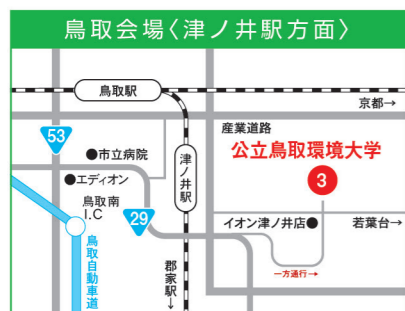 鳥取会場〈津ノ井駅方面〉
鳥取駅
京都→
53
産業道路
公立鳥取環境大学
●市立病院
津ノ井駅
3
●エディオン
鳥取南
I.C
29
イオン津ノ井店●
若葉台→
鳥取自動車道
郡家駅↓
一方通行→